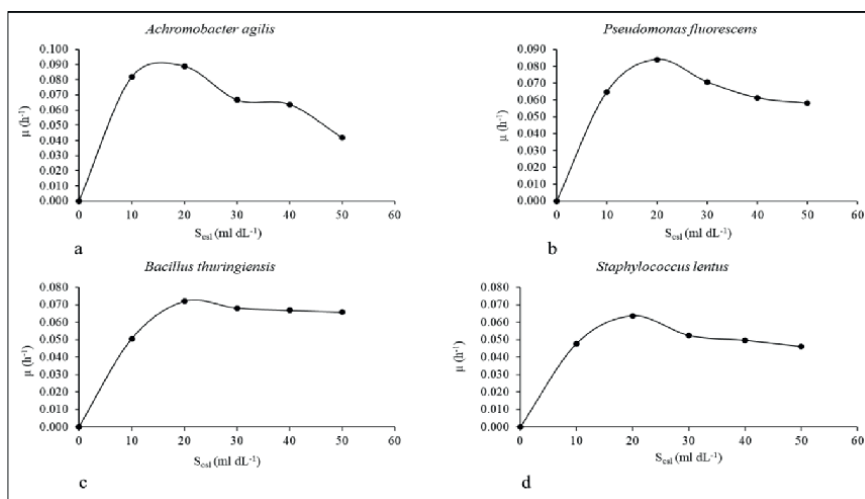 Achromobacter agilis
0.100
0.090
0.080
0.070
0.060
0.050
0.040
0.030
0.020
0.010
0.000
µ (h⁻¹)
0 10 20 30 40 50 60
S_csl (ml dL⁻¹)
a
Pseudomonas fluorescens
0.090
0.080
0.070
0.060
0.050
0.040
0.030
0.020
0.010
0.000
µ (h⁻¹)
0 10 20 30 40 50 60
S_csl (ml dL⁻¹)
b
Bacillus thuringiensis
0.080
0.070
0.060
0.050
0.040
0.030
0.020
0.010
0.000
µ (h⁻¹)
0 10 20 30 40 50 60
S_csl (ml dL⁻¹)
c
Staphylococcus lentus
0.080
0.070
0.060
0.050
0.040
0.030
0.020
0.010
0.000
µ (h⁻¹)
0 10 20 30 40 50 60
S_csl (ml dL⁻¹)
d